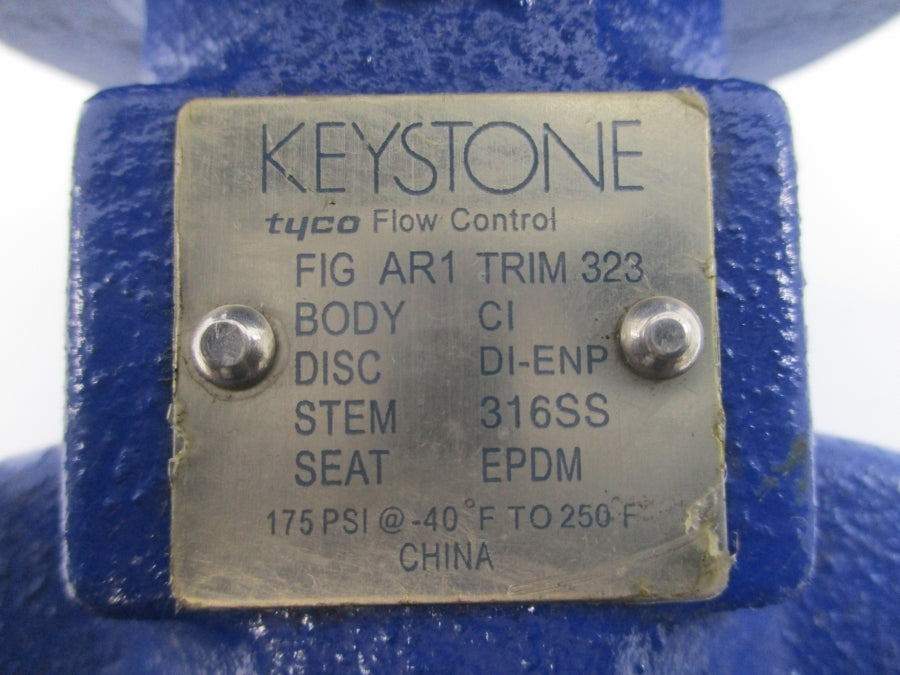 KEYSTONE
tyco Flow Control
FIG AR1 TRIM 323
BODY CI
DISC DI-ENP
STEM 316SS
SEAT EPDM
175 PSI @ -40°F TO 250°F
CHINA